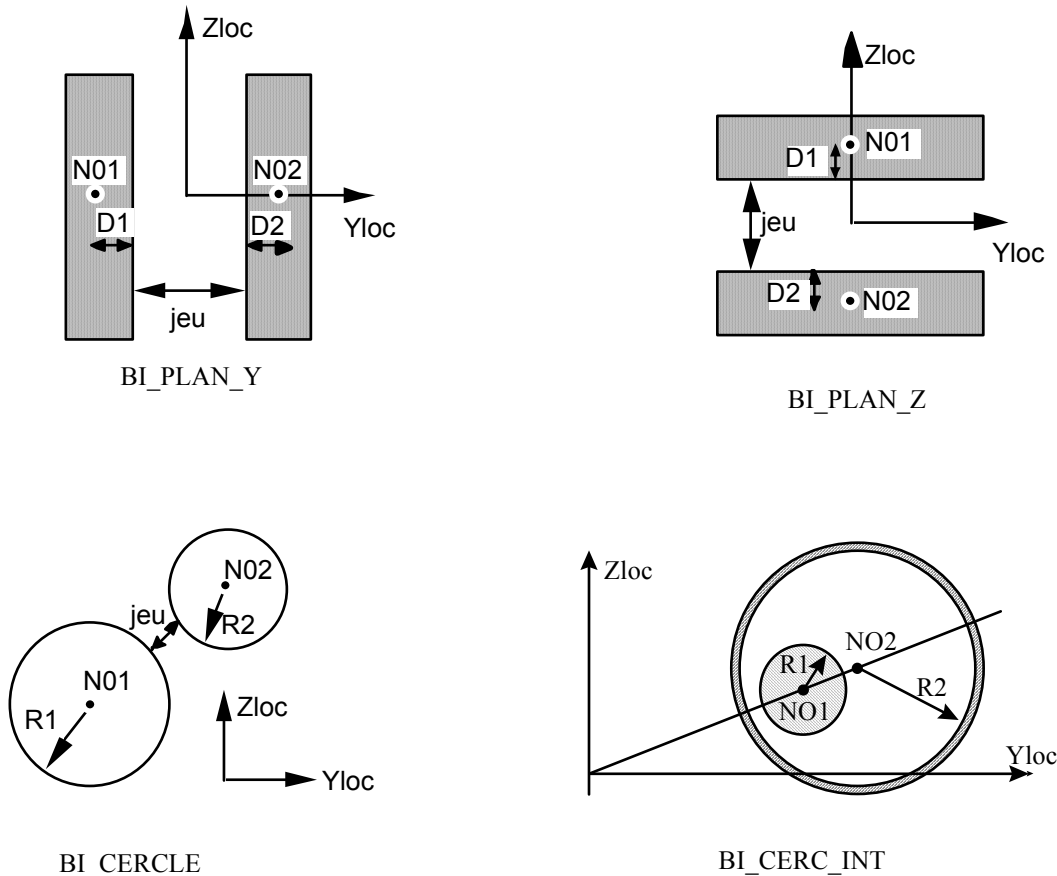 Zloc
N01
N02
D1
D2
Yloc
jeu
BI_PLAN_Y
Zloc
D1
N01
jeu
Yloc
D2
N02
BI_PLAN_Z
N02
jeu
R2
N01
R1
Zloc
Yloc
BI_CERCLE
Zloc
NO2
R1
R2
NO1
Yloc
BI_CERC_INT